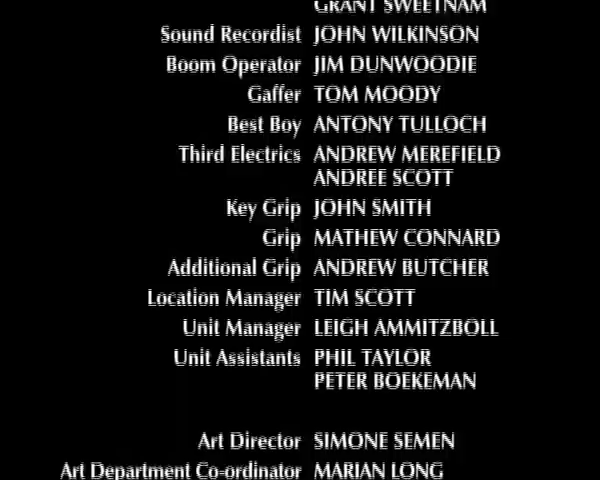 GRANT SWEETNAM
Sound Recordist JOHN WILKINSON
Boom Operator JIM DUNWOODIE
Gaffer TOM MOODY
Best Boy ANTONY TULLOCH
Third Electrics ANDREW MEREFIELD
ANDREE SCOTT
Key Grip JOHN SMITH
Grip MATHEW CONNARD
Additional Grip ANDREW BUTCHER
Location Manager TIM SCOTT
Unit Manager LEIGH AMMITZBOLL
Unit Assistants PHIL TAYLOR
PETER BOEKEMAN
Art Director SIMONE SEMEN
Art Department Co-ordinator MARIAN LONG